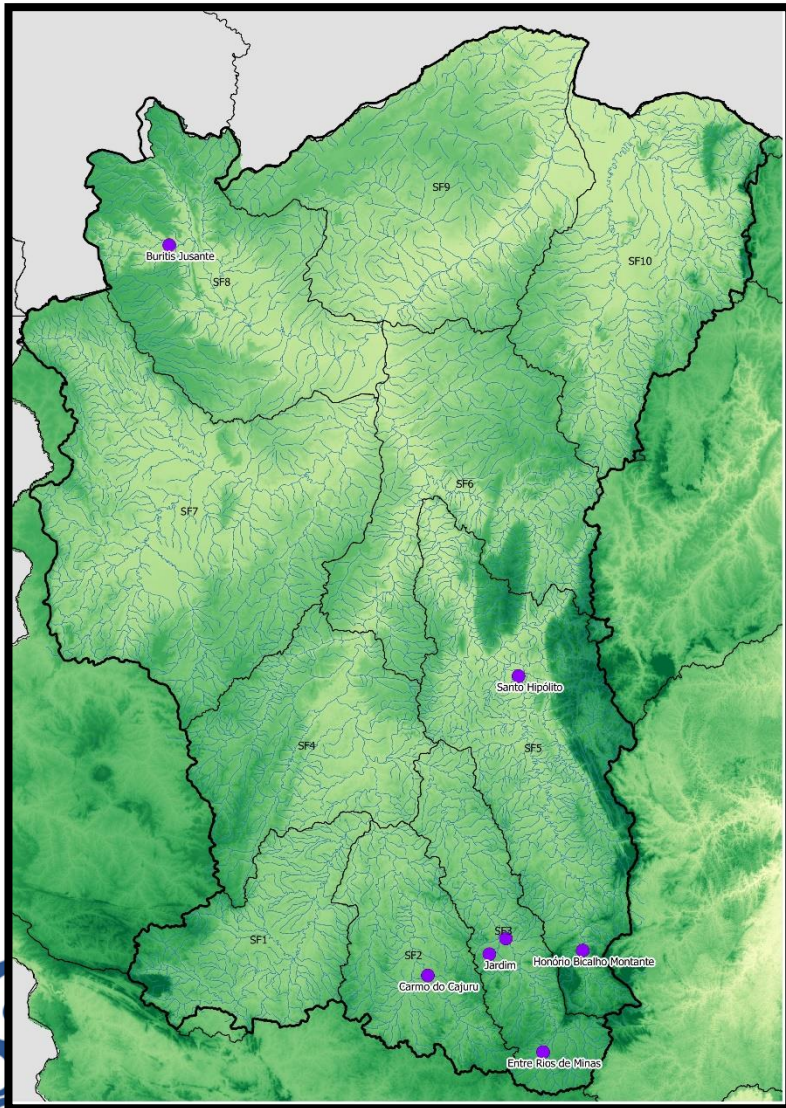 SF9
Buritis Jusante
SF10
SF8
SF6
SF7
Santo Hipólito
SF4
SF5
SF3
SF1
SF2
Honório Bicalho Montante
Jardim
Carmo do Cajuru
Entre Rios de Minas